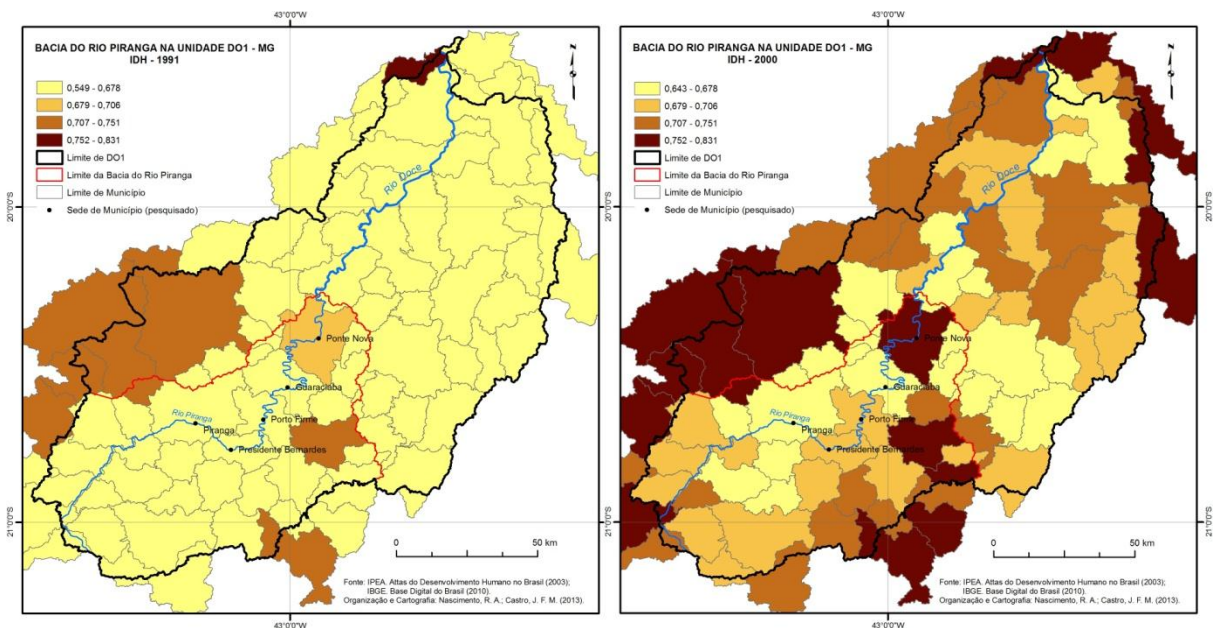 43°0'0"W
BACIA DO RIO PIRANGA NA UNIDADE DO1 - MG
IDH - 1991
N
0,549 - 0,678
0,679 - 0,706
0,707 - 0,751
0,752 - 0,831
Limite de DO1
Limite da Bacia do Rio Piranga
Limite de Município
Sede de Município (pesquisado)
Rio Doce
20°0'0"S
20°0'0"S
Ponte Nova
Guaraciaba
Rio Piranga
Porto Firme
Piranga
Presidente Bernardes
21°0'0"S
21°0'0"S
0 50 km
Fonte: IPEA. Attas do Desenvolvimento Humano no Brasil (2003);
IBGE. Base Digital do Brasil (2010).
Organização e Cartografia: Nascimento, R. A.; Castro, J. F. M. (2013).
43°0'0"W
43°0'0"W
BACIA DO RIO PIRANGA NA UNIDADE DO1 - MG
IDH - 2000
N
0,643 - 0,678
0,679 - 0,706
0,707 - 0,751
0,752 - 0,831
Limite de DO1
Limite da Bacia do Rio Piranga
Limite de Município
Sede de Município (pesquisado)
Rio Doce
20°0'0"S
Ponte Nova
Guaraciaba
Rio Piranga
Porto Firme
Piranga
Presidente Bernardes
21°0'0"S
0 50 km
Fonte: IPEA. Attas do Desenvolvimento Humano no Brasil (2003);
IBGE. Base Digital do Brasil (2010).
Organização e Cartografia: Nascimento, R. A.; Castro, J. F. M. (2013).
43°0'0"W